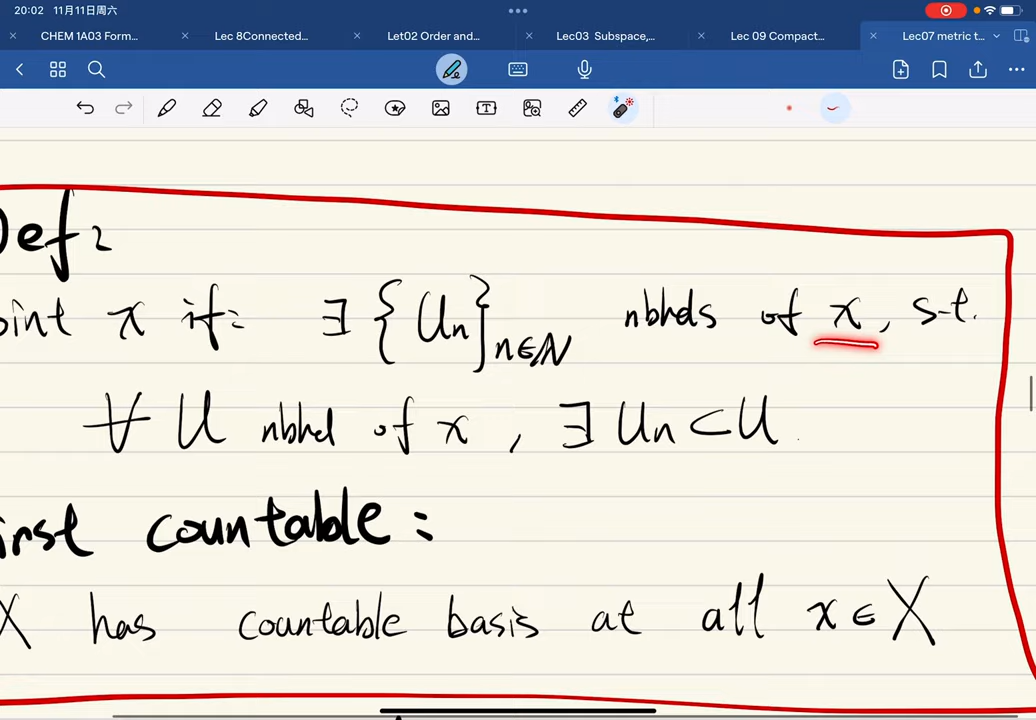 20:02 11月11日周六
CHEM 1A03 Form... Lec 8Connected... Let02 Order and... Lec03 Subspace,... Lec 09 Compact... Lec07 metric t...
Def 2
oint x if: ∃ {Un}n∈ℕ nbhds of x, s.t.
∀ U nbhd of x, ∃ Un ⊂ U.
irst countable:
X has countable basis at all x ∈ X